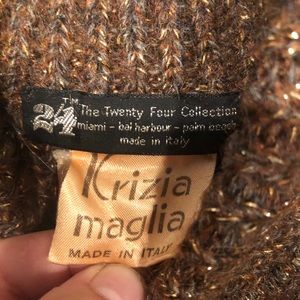 24 TM The Twenty Four Collection
miami - bal harbour - palm beach
made in italy
Krizia
maglia
MADE IN ITALY